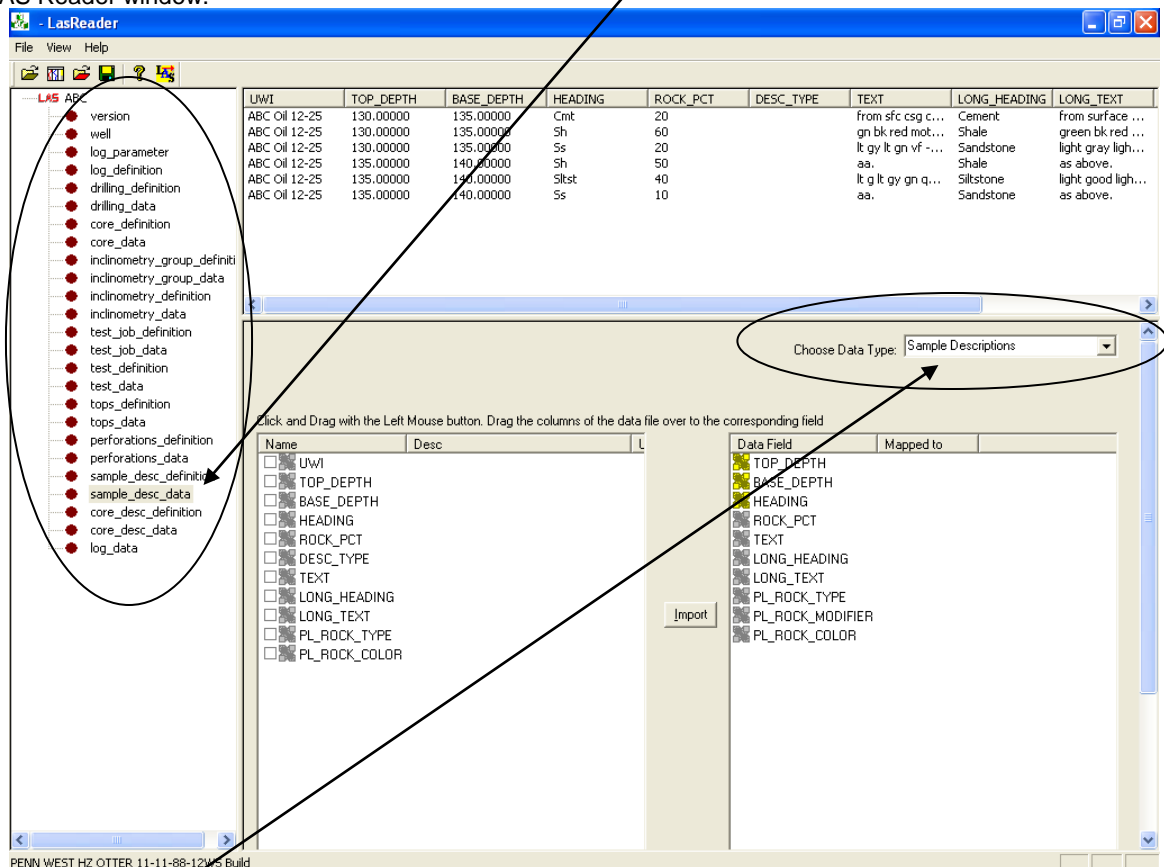 AS Reader window.
- LasReader
File View Help
LAS ABC
version
well
log_parameter
log_definition
drilling_definition
drilling_data
core_definition
core_data
inclinometry_group_definiti
inclinometry_group_data
inclinometry_definition
inclinometry_data
test_job_definition
test_job_data
test_definition
test_data
tops_definition
tops_data
perforations_definition
perforations_data
sample_desc_definition
sample_desc_data
core_desc_definition
core_desc_data
log_data
UWI TOP_DEPTH BASE_DEPTH HEADING ROCK_PCT DESC_TYPE TEXT LONG_HEADING LONG_TEXT
ABC Oil 12-25 130.00000 135.00000 Cmt 20 from sfc csg c... Cement from surface ...
ABC Oil 12-25 130.00000 135.00000 Sh 60 gn bk red mot... Shale green bk red ...
ABC Oil 12-25 130.00000 135.00000 Ss 20 lt gy lt gn vf -... Sandstone light gray ligh...
ABC Oil 12-25 135.00000 140.00000 Sh 50 aa. Shale as above.
ABC Oil 12-25 135.00000 140.00000 Sltst 40 lt g lt gy gn q... Siltstone light good ligh...
ABC Oil 12-25 135.00000 140.00000 Ss 10 aa. Sandstone as above.
Choose Data Type: Sample Descriptions
Click and Drag with the Left Mouse button. Drag the columns of the data file over to the corresponding field
Name Desc
UWI
TOP_DEPTH
BASE_DEPTH
HEADING
ROCK_PCT
DESC_TYPE
TEXT
LONG_HEADING
LONG_TEXT
PL_ROCK_TYPE
PL_ROCK_COLOR
Import
Data Field Mapped to
TOP_DEPTH
BASE_DEPTH
HEADING
ROCK_PCT
TEXT
LONG_HEADING
LONG_TEXT
PL_ROCK_TYPE
PL_ROCK_MODIFIER
PL_ROCK_COLOR
PENN WEST HZ OTTER 11-11-88-12W5 Build